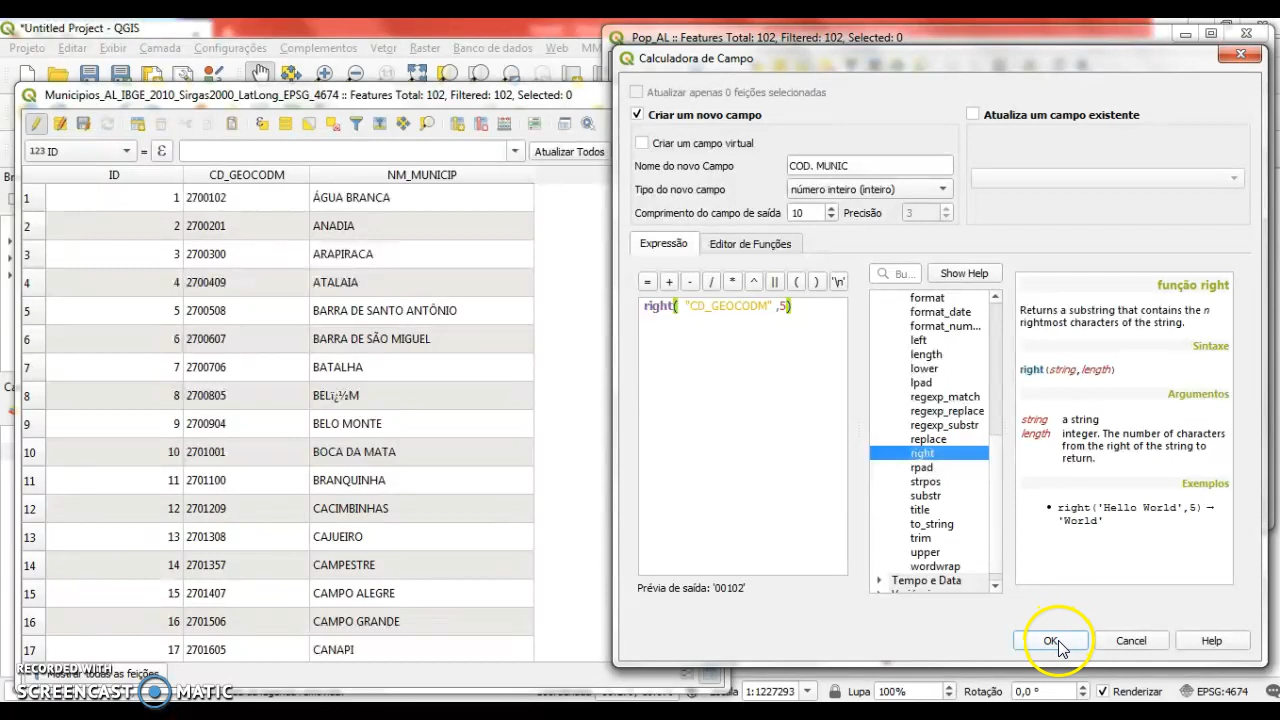 *Untitled Project - QGIS
Projeto Editar Exibir Camada Configurações Complementos Vetor Raster Banco de dados Web MM
Pop_AL :: Features Total: 102, Filtered: 102, Selected: 0
Municipios_AL_IBGE_2010_Sirgas2000_LatLong_EPSG_4674 :: Features Total: 102, Filtered: 102, Selected: 0
123 ID = ε Atualizar Todos
ID CD_GEOCODM NM_MUNICIP
1 1 2700102 ÁGUA BRANCA
2 2 2700201 ANADIA
3 3 2700300 ARAPIRACA
4 4 2700409 ATALAIA
5 5 2700508 BARRA DE SANTO ANTÔNIO
6 6 2700607 BARRA DE SÃO MIGUEL
7 7 2700706 BATALHA
8 8 2700805 BELï¿½M
9 9 2700904 BELO MONTE
10 10 2701001 BOCA DA MATA
11 11 2701100 BRANQUINHA
12 12 2701209 CACIMBINHAS
13 13 2701308 CAJUEIRO
14 14 2701357 CAMPESTRE
15 15 2701407 CAMPO ALEGRE
16 16 2701506 CAMPO GRANDE
17 17 2701605 CANAPI
Mostrar todas as feições
RECORDED WITH
SCREENCAST MATIC
Calculadora de Campo
Atualizar apenas 0 feições selecionadas
Criar um novo campo
Atualiza um campo existente
Criar um campo virtual
Nome do novo Campo COD. MUNIC
Tipo do novo campo número inteiro (inteiro)
Comprimento do campo de saída 10 Precisão 3
Expressão Editor de Funções
= + - / * ^ || ( ) '\n'
right( "CD_GEOCODM" ,5)
Prévia de saída: '00102'
Bu... Show Help
format
format_date
format_num...
left
length
lower
lpad
regexp_match
regexp_replace
regexp_substr
replace
right
rpad
strpos
substr
title
to_string
trim
upper
wordwrap
Tempo e Data
função right
Returns a substring that contains the n
rightmost characters of the string.
Sintaxe
right(string,length)
Argumentos
string a string
length integer. The number of characters
from the right of the string to
return.
Exemplos
right('Hello World',5) →
'World'
OK Cancel Help
1:1227293 Lupa 100% Rotação 0,0 ° Renderizar EPSG:4674